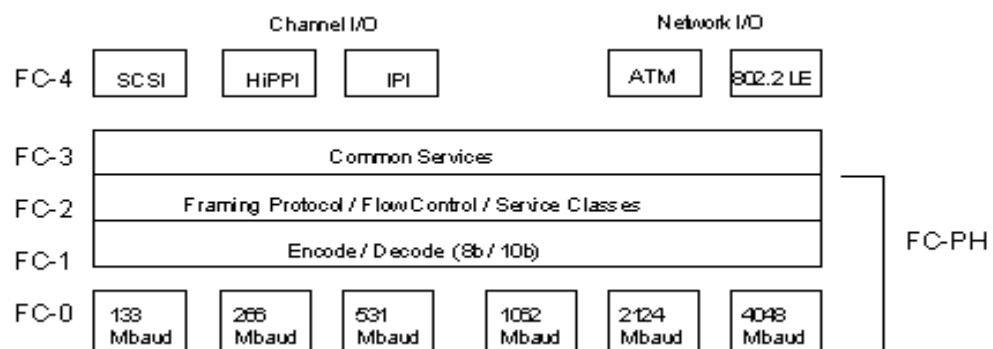 Channel I/O Network I/O
FC-4 SCSI HiPPI IPI ATM 802.2 LE
FC-3 Common Services
FC-2 Framing Protocol / Flow Control / Service Classes
FC-1 Encode / Decode (8b / 10b)
FC-PH
FC-0 133 Mbaud 266 Mbaud 531 Mbaud 1062 Mbaud 2124 Mbaud 4048 Mbaud